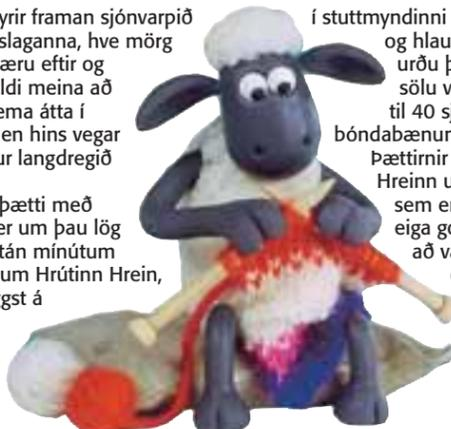 yrir framan sjónvarpið
slaganna, hve mörg
æru eftir og
ldi meina að
ema átta í
en hins vegar
ur langdregið
þætti með
er um þau lög
tán mínútum
um Hrútinn Hrein,
ggst á
í stuttmyndinni
og hlau
urðu þ
sölu v
til 40 sj
bóndabænum
Þættirnir
Hreinn u
sem er
eiga go
að va